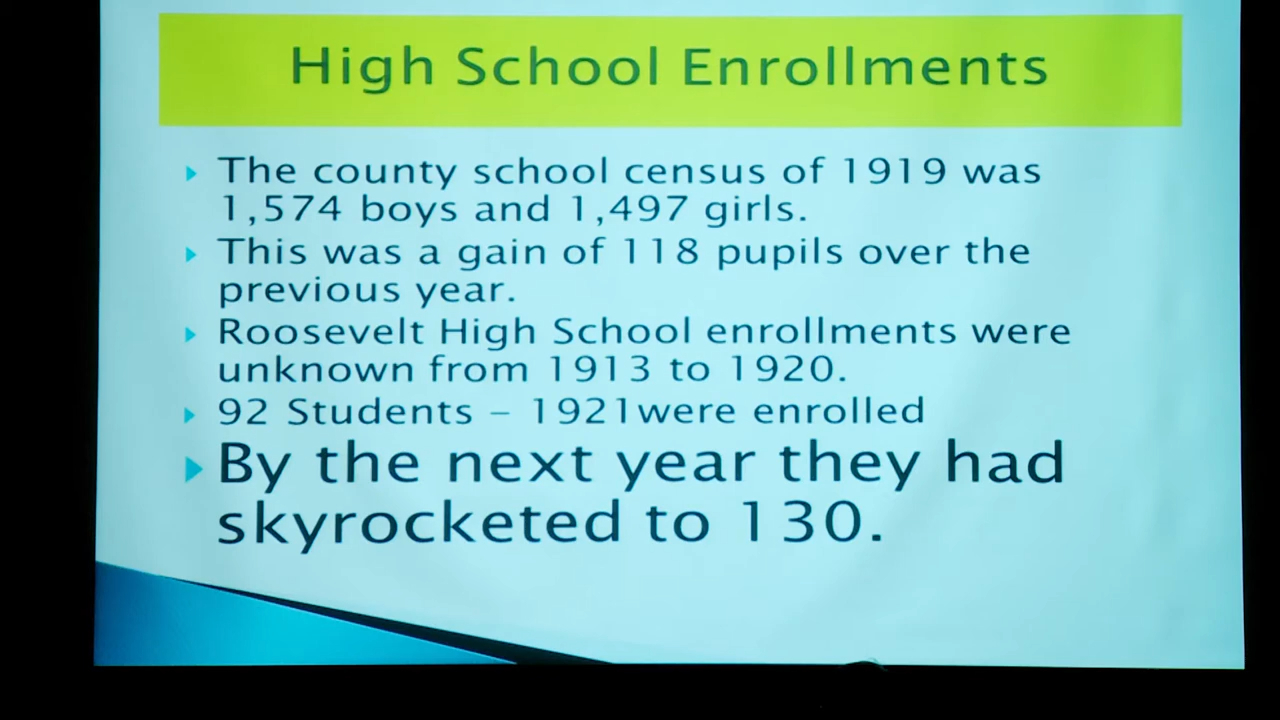 High School Enrollments
The county school census of 1919 was
1,574 boys and 1,497 girls.
This was a gain of 118 pupils over the
previous year.
Roosevelt High School enrollments were
unknown from 1913 to 1920.
92 Students – 1921were enrolled
By the next year they had
skyrocketed to 130.